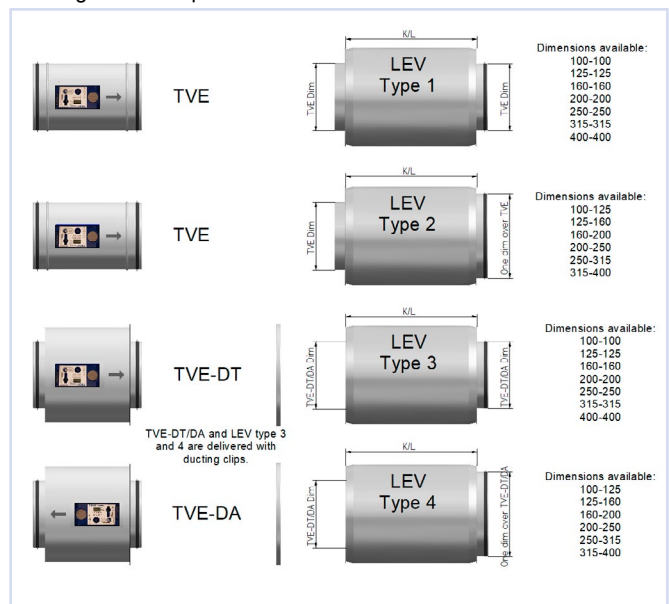 K/L
TVE
LEV
Type 1
TVE Dim
TVE Dim
Dimensions available:
100-100
125-125
160-160
200-200
250-250
315-315
400-400
K/L
TVE
LEV
Type 2
TVE Dim
One dim over TVE
Dimensions available:
100-125
125-160
160-200
200-250
250-315
315-400
K/L
TVE-DT
LEV
Type 3
TVE-DT/DA Dim
TVE-DT/DA Dim
Dimensions available:
100-100
125-125
160-160
200-200
250-250
315-315
400-400
TVE-DT/DA and LEV type 3
and 4 are delivered with
ducting clips.
K/L
TVE-DA
LEV
Type 4
TVE-DT/DA Dim
One dim over TVE-DT/DA
Dimensions available:
100-125
125-160
160-200
200-250
250-315
315-400